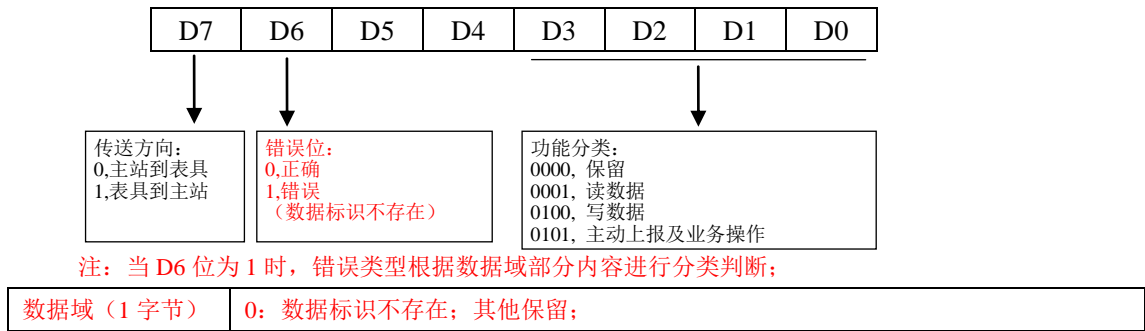 D7 D6 D5 D4 D3 D2 D1 D0
传送方向：
0,主站到表具
1,表具到主站
错误位：
0,正确
1,错误
（数据标识不存在）
功能分类：
0000, 保留
0001, 读数据
0100, 写数据
0101, 主动上报及业务操作
注：当 D6 位为 1 时，错误类型根据数据域部分内容进行分类判断；
数据域（1 字节） 0：数据标识不存在；其他保留；